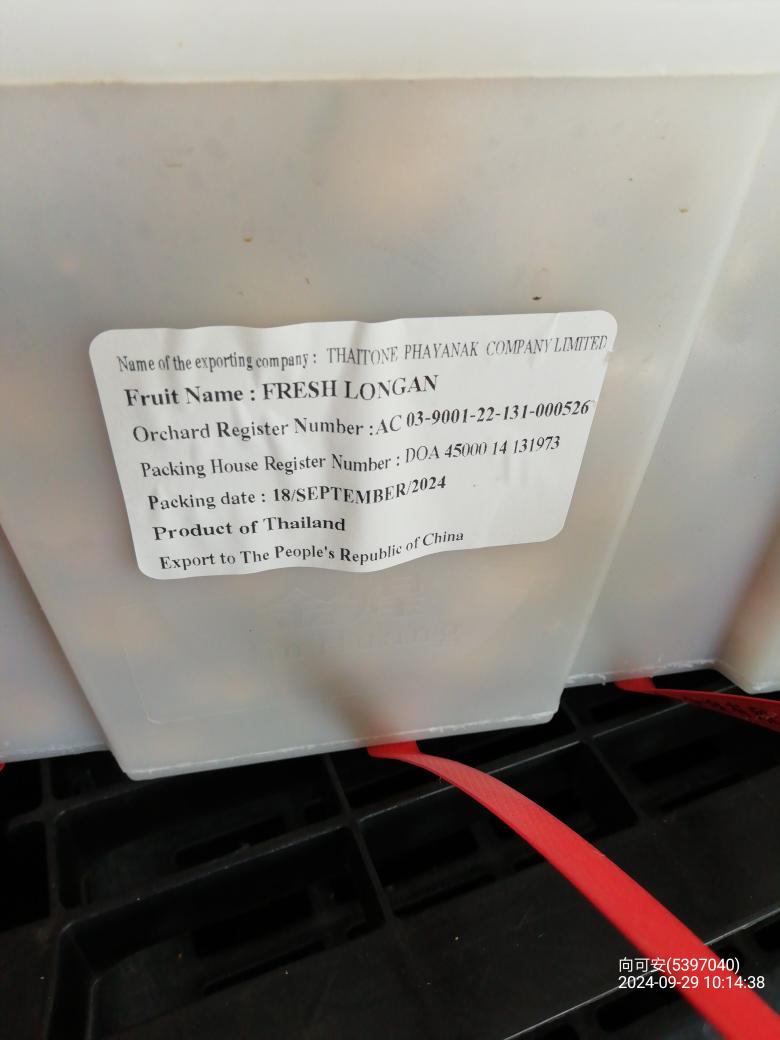 Name of the exporting company : THAITONE PHAYANAK COMPANY LIMITED
Fruit Name : FRESH LONGAN
Orchard Register Number :AC 03-9001-22-131-000526
Packing House Register Number : DOA 45000 14 131973
Packing date : 18/SEPTEMBER/2024
Product of Thailand
Export to The People's Republic of China
向可安(5397040)
2024-09-29 10:14:38